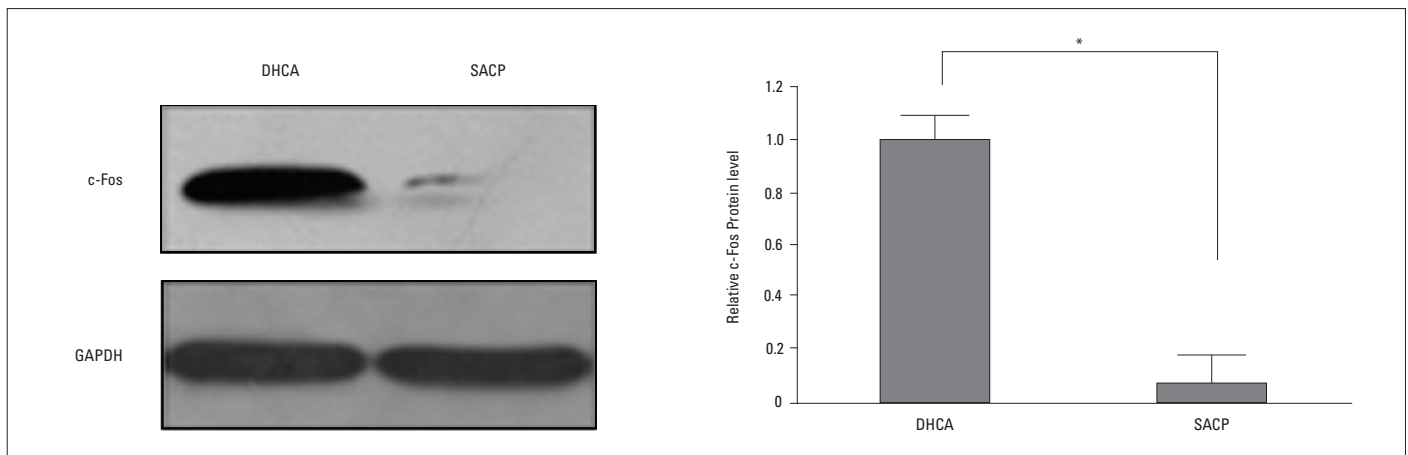 DHCA SACP
c-Fos
GAPDH
*
Relative c-Fos Protein level
1.2
1.0
0.8
0.6
0.4
0.2
0
DHCA SACP